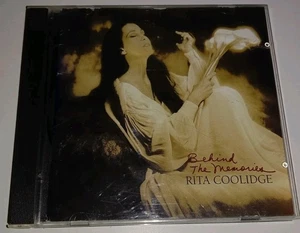 Behind
The Memories
RITA COOLIDGE